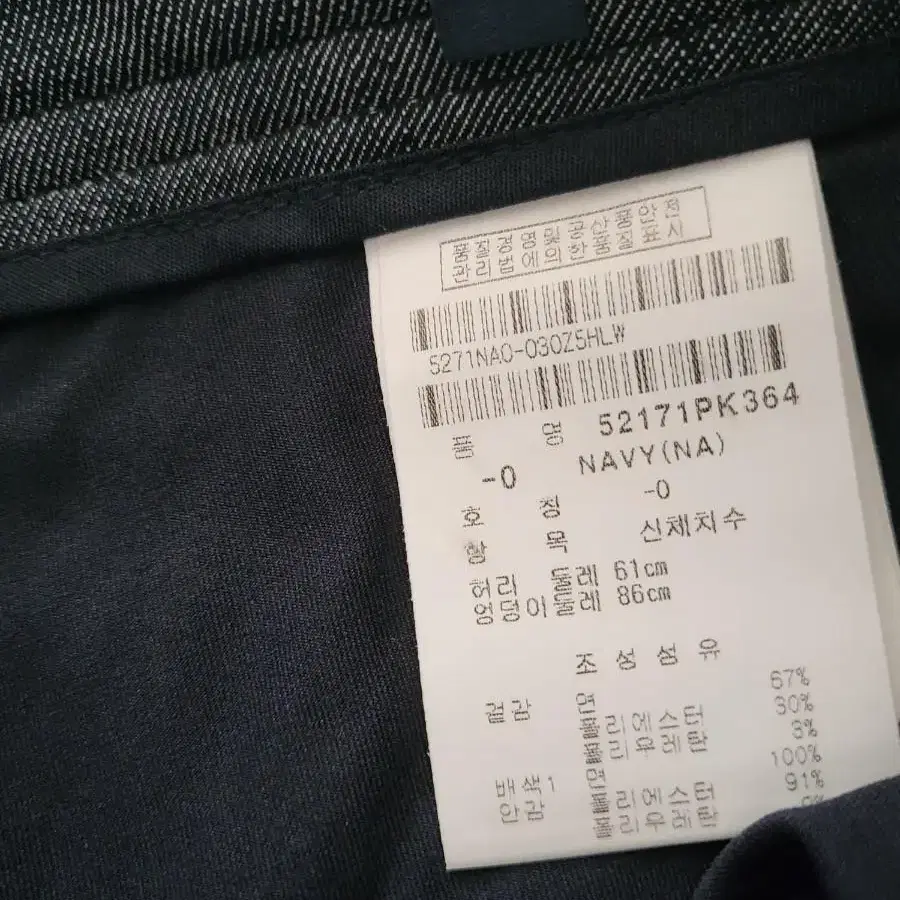 품질경영 및 공산품안전
관리법에 의한 품질표시
5271NA0-030Z5HLW
품 명 52171PK364
-0 NAVY(NA)
호 칭 -0
항 목 신체치수
허리 둘레 61cm
엉덩이둘레 86cm
조 성 섬 유
겉감 면 67%
폴리에스터 30%
폴리우레탄 3%
배색1 면 100%
안감 폴리에스터 91%
폴리우레탄